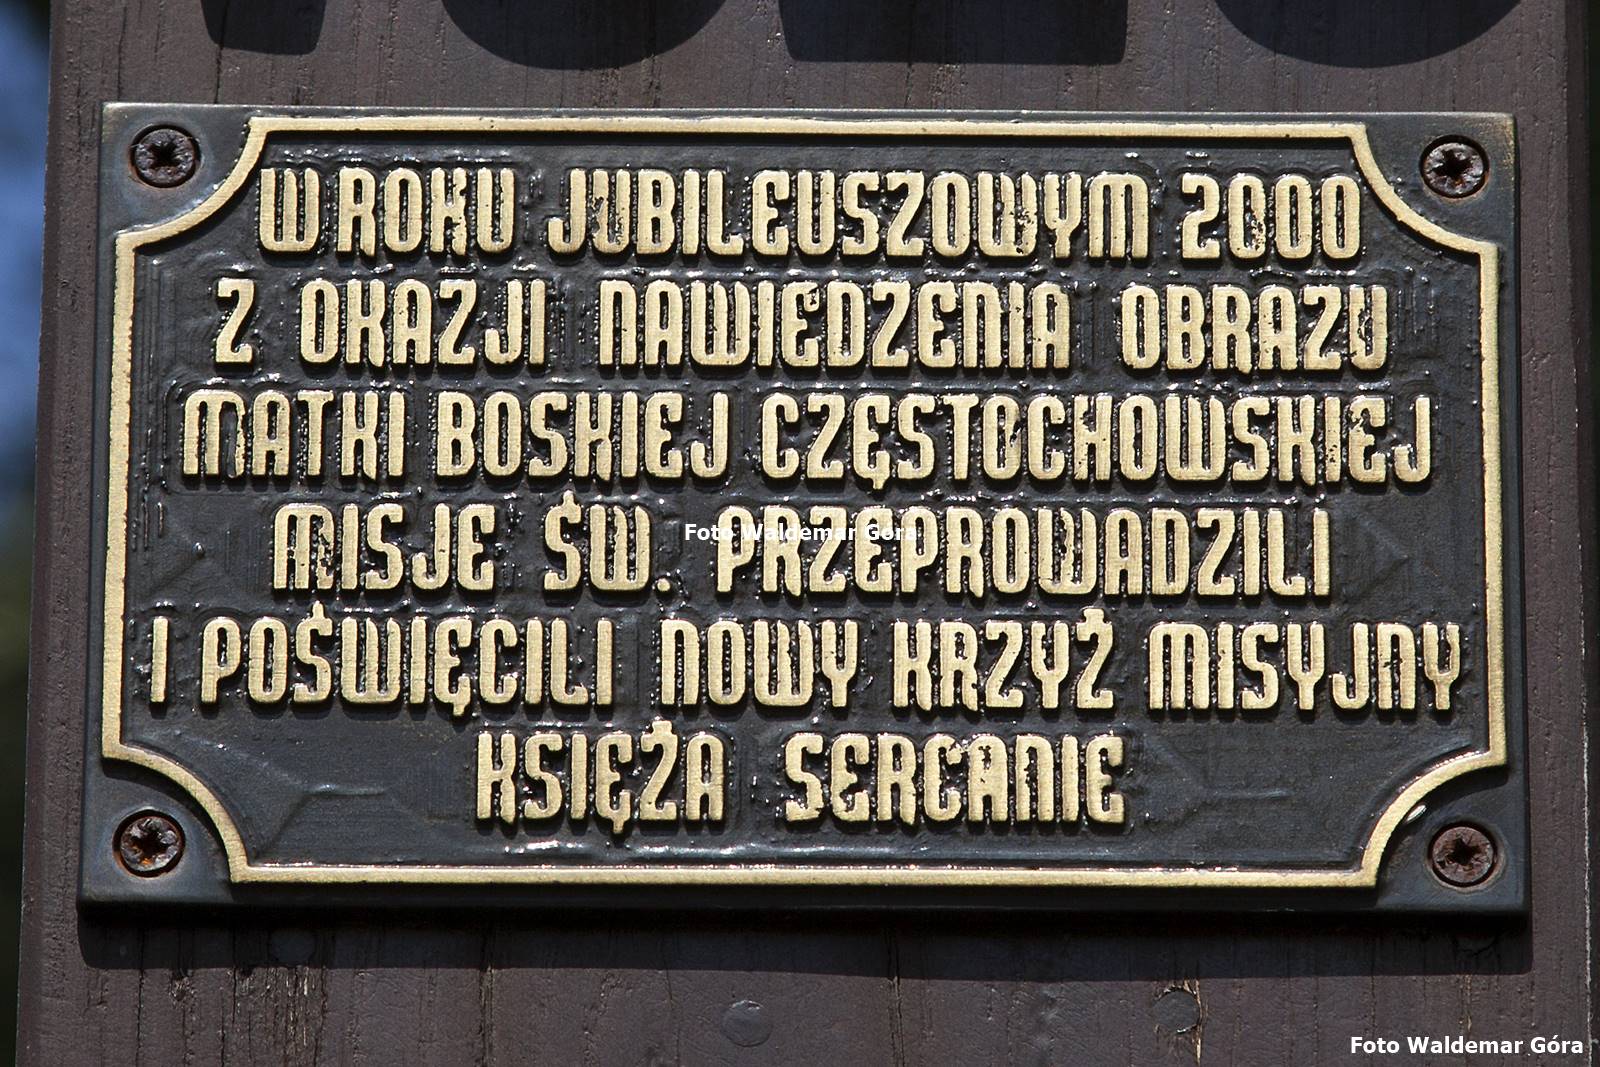 W ROKU JUBILEUSZOWYM 2000
Z OKAZJI NAWIEDZENIA OBRAZU
MATKI BOSKIEJ CZĘSTOCHOWSKIEJ
MISJE ŚW. PRZEPROWADZILI
Foto Waldemar Góra
I POŚWIĘCILI NOWY KRZYŻ MISYJNY
KSIĘŻA SERCANIE
Foto Waldemar Góra